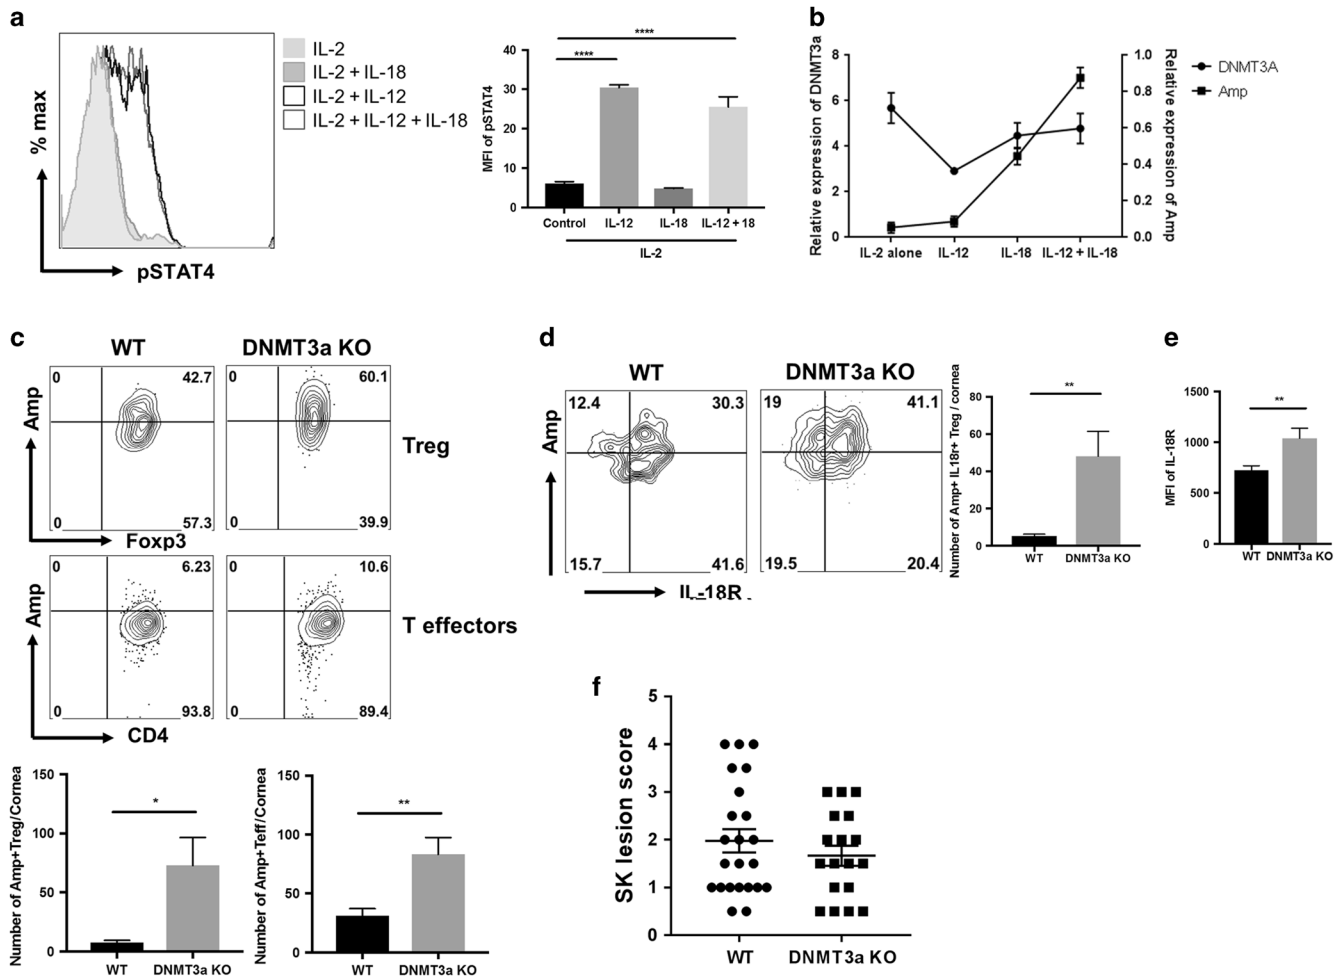 a
% max
pSTAT4
IL-2
IL-2 + IL-18
IL-2 + IL-12
IL-2 + IL-12 + IL-18
MFI of pSTAT4
40
30
20
10
0
****
****
Control IL-12 IL-18 IL-12 + 18
IL-2
b
Relative expression of DNMT3a
8
6
4
2
0
1.0
0.8
0.6
0.4
0.2
0.0
Relative expression of Amp
IL-2 alone IL-12 IL-18 IL-12 + IL-18
DNMT3A
Amp
c
WT DNMT3a KO
Amp
0 42.7
0 57.3
0 60.1
0 39.9
Treg
Foxp3
Amp
0 6.23
0 93.8
0 10.6
0 89.4
T effectors
CD4
Number of Amp+Treg/Cornea
150
100
50
0
*
WT DNMT3a KO
Number of Amp+Teff/Cornea
150
100
50
0
**
WT DNMT3a KO
d
WT DNMT3a KO
Amp
12.4 30.3
15.7 41.6
19 41.1
19.5 20.4
IL-18R
Number of Amp+ IL18r+ Treg / cornea
80
60
40
20
0
**
WT DNMT3a KO
e
MFI of IL-18R
1500
1000
500
0
**
WT DNMT3a KO
f
SK lesion score
5
4
3
2
1
0
WT DNMT3a KO